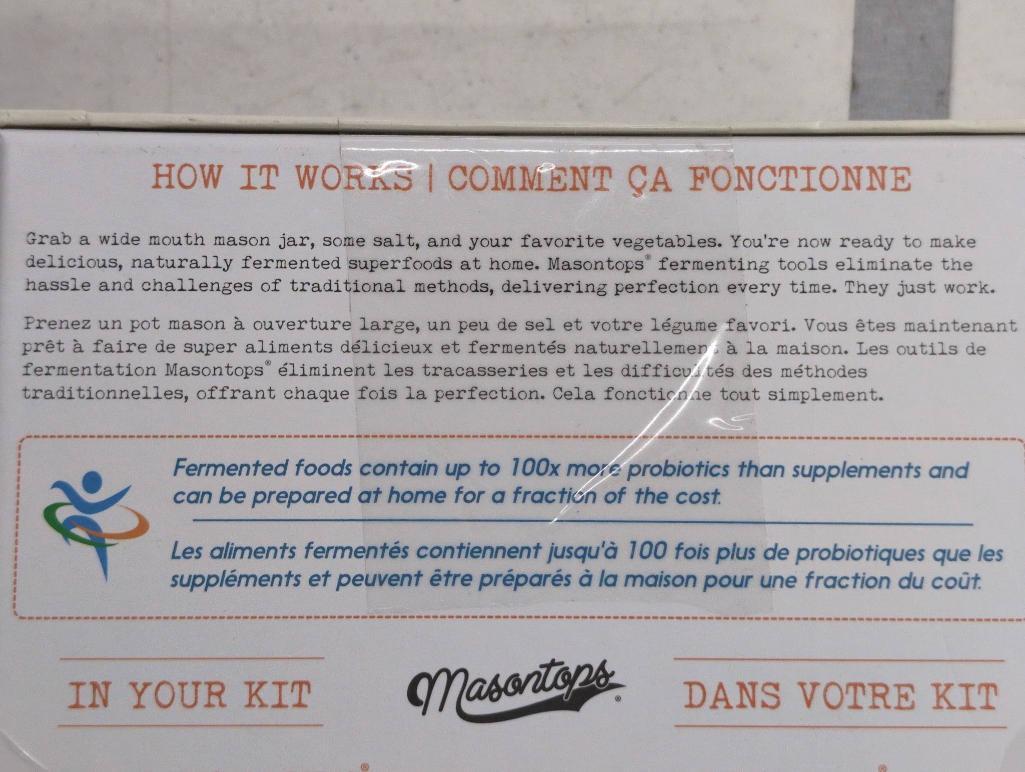 HOW IT WORKS | COMMENT ÇA FONCTIONNE
Grab a wide mouth mason jar, some salt, and your favorite vegetables. You're now ready to make
delicious, naturally fermented superfoods at home. Masontops® fermenting tools eliminate the
hassle and challenges of traditional methods, delivering perfection every time. They just work.
Prenez un pot mason à ouverture large, un peu de sel et votre légume favori. Vous êtes maintenant
prêt à faire de super aliments délicieux et fermentés naturellement à la maison. Les outils de
fermentation Masontops® éliminent les tracasseries et les difficultés des méthodes
traditionnelles, offrant chaque fois la perfection. Cela fonctionne tout simplement.
Fermented foods contain up to 100x more probiotics than supplements and
can be prepared at home for a fraction of the cost.
Les aliments fermentés contiennent jusqu'à 100 fois plus de probiotiques que les
suppléments et peuvent être préparés à la maison pour une fraction du coût.
IN YOUR KIT
Masontops®
DANS VOTRE KIT
® ®